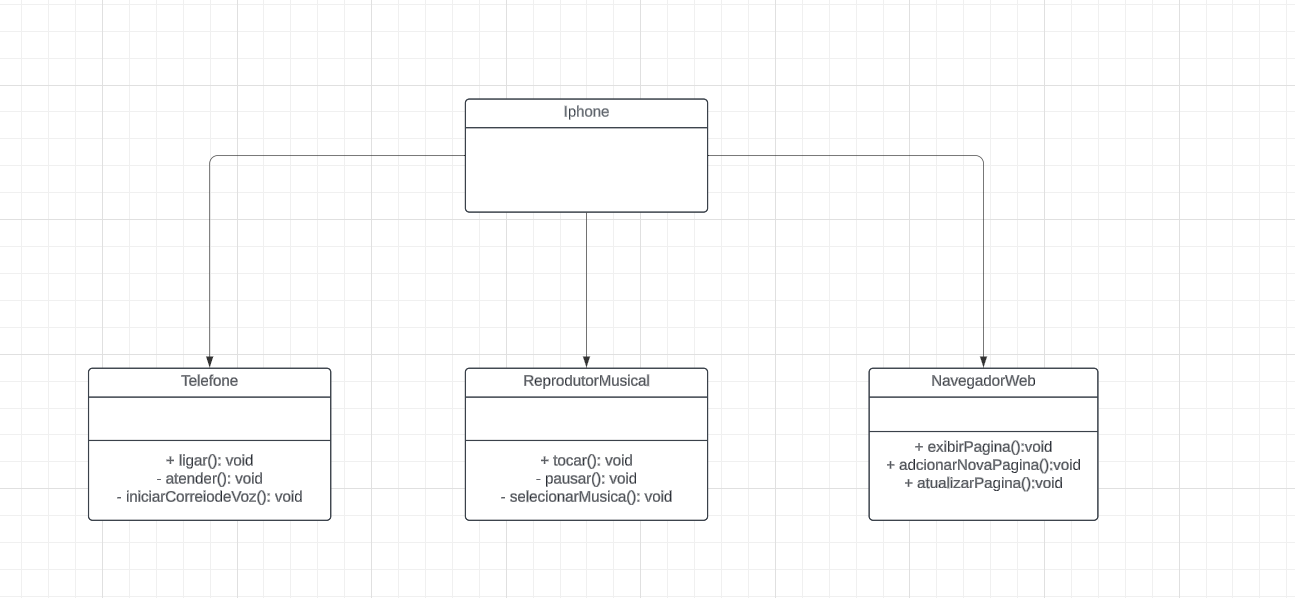 Iphone
Telefone
+ ligar(): void
- atender(): void
- iniciarCorreiodeVoz(): void
ReprodutorMusical
+ tocar(): void
- pausar(): void
- selecionarMusica(): void
NavegadorWeb
+ exibirPagina():void
+ adcionarNovaPagina():void
+ atualizarPagina():void